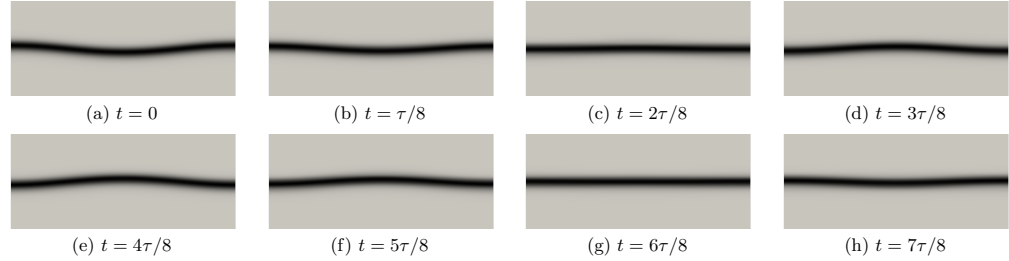 (a) t = 0
(b) t = τ/8
(c) t = 2τ/8
(d) t = 3τ/8
(e) t = 4τ/8
(f) t = 5τ/8
(g) t = 6τ/8
(h) t = 7τ/8